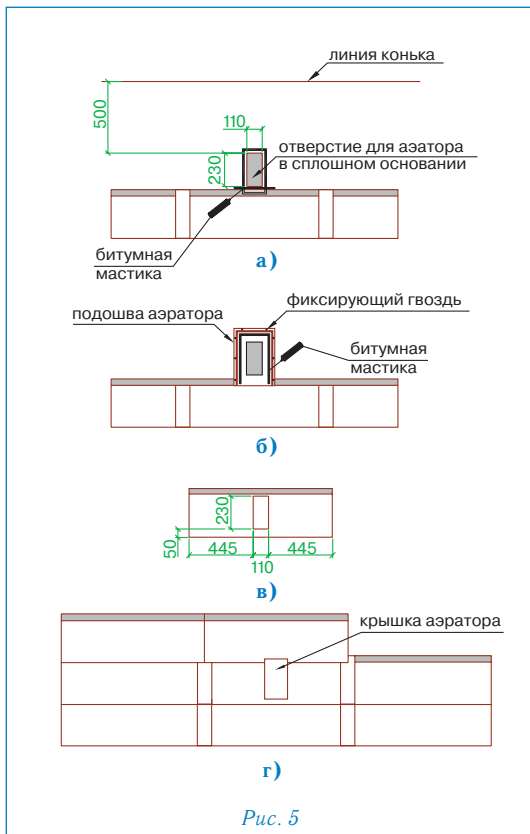 линия конька
500
110
230
отверстие для аэатора
в сплошном основании
битумная
мастика
а)
подошва аэратора
фиксирующий гвоздь
битумная
мастика
б)
230
50
445
110
445
в)
крышка аэратора
г)
Рис. 5